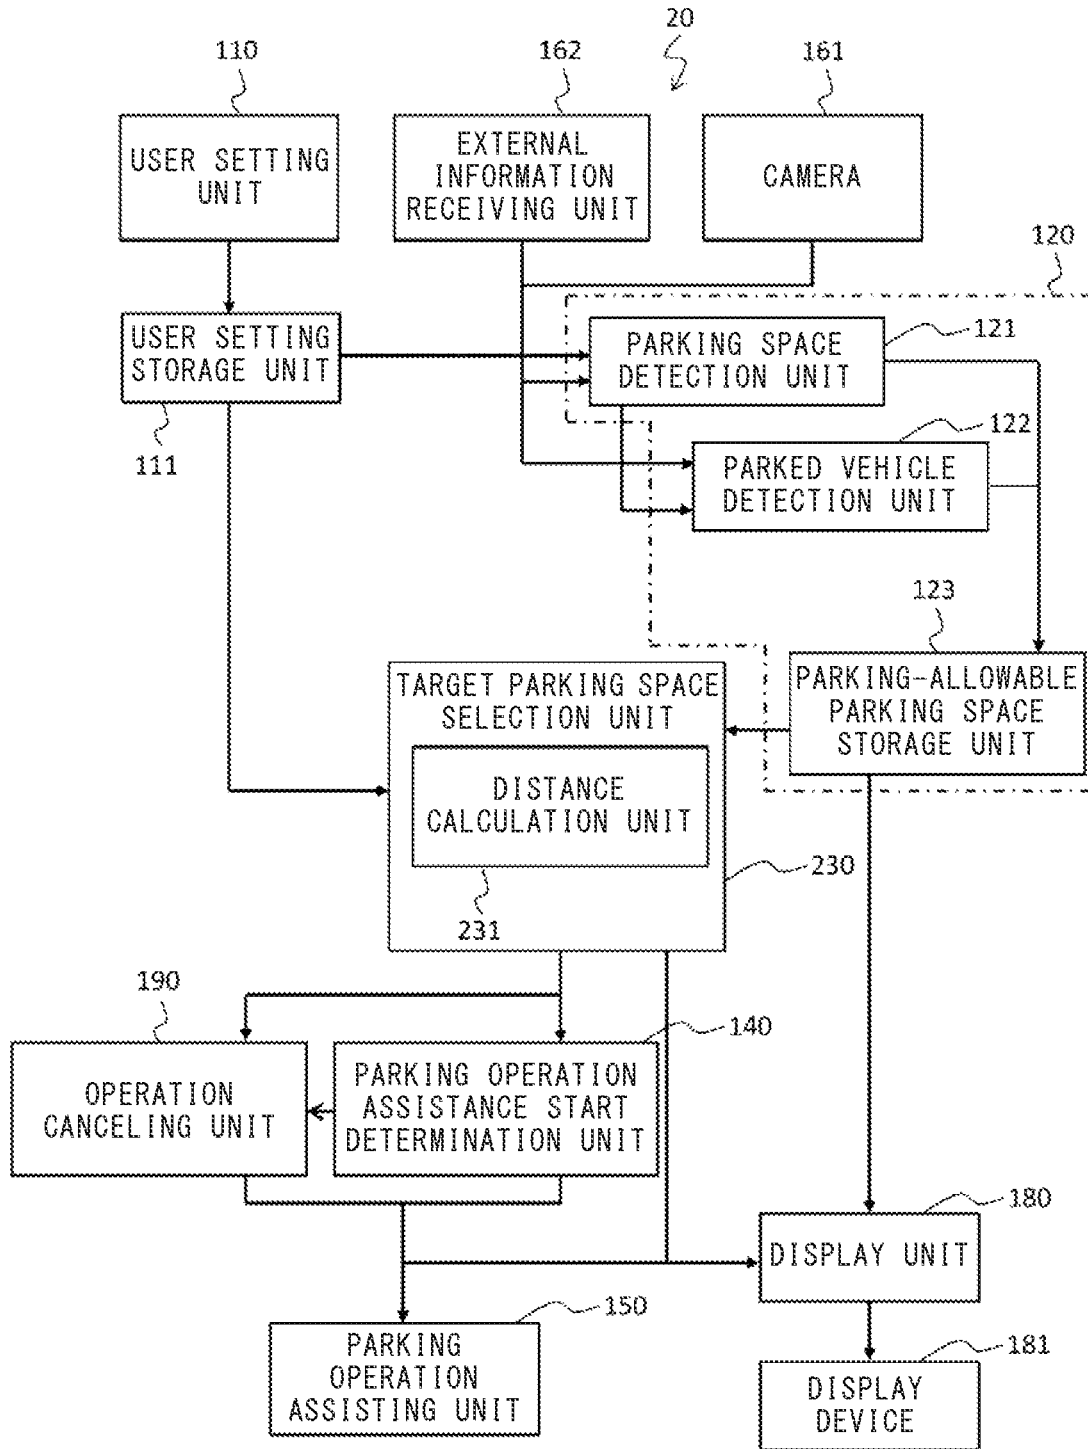 20
110
162
161
USER SETTING
UNIT
EXTERNAL
INFORMATION
RECEIVING UNIT
CAMERA
120
USER SETTING
STORAGE UNIT
111
PARKING SPACE
DETECTION UNIT
121
122
PARKED VEHICLE
DETECTION UNIT
123
PARKING-ALLOWABLE
PARKING SPACE
STORAGE UNIT
TARGET PARKING SPACE
SELECTION UNIT
DISTANCE
CALCULATION UNIT
230
231
190
140
OPERATION
CANCELING UNIT
PARKING OPERATION
ASSISTANCE START
DETERMINATION UNIT
180
DISPLAY UNIT
150
PARKING
OPERATION
ASSISTING UNIT
181
DISPLAY
DEVICE